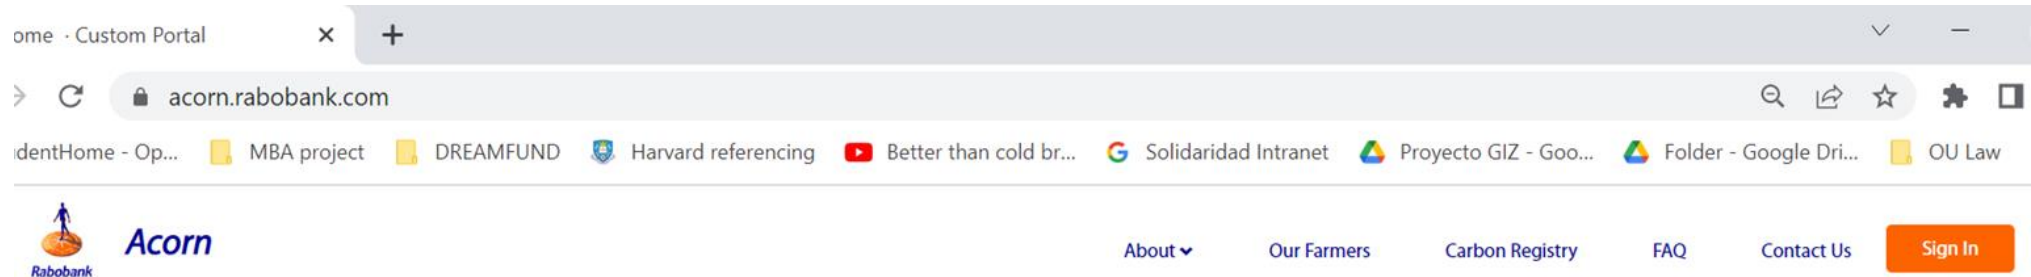 ome · Custom Portal
acorn.rabobank.com
identHome - Op... MBA project DREAMFUND Harvard referencing Better than cold br... Solidaridad Intranet Proyecto GIZ - Goo... Folder - Google Dri... OU Law
Rabobank Acorn About Our Farmers Carbon Registry FAQ Contact Us Sign In